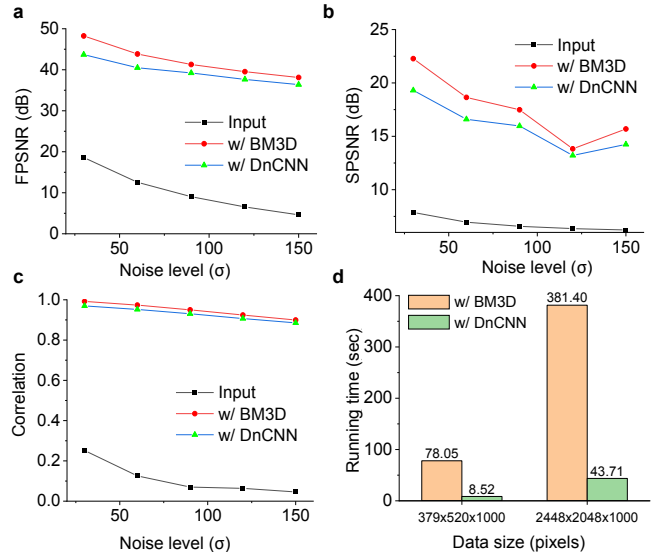 a
FPSNR (dB)
50
40
30
20
10
0
Input
w/ BM3D
w/ DnCNN
50
100
150
Noise level (σ)
b
SPSNR (dB)
25
20
15
10
Input
w/ BM3D
w/ DnCNN
50
100
150
Noise level (σ)
c
Correlation
1.0
0.8
0.6
0.4
0.2
0.0
Input
w/ BM3D
w/ DnCNN
50
100
150
Noise level (σ)
d
Running time (sec)
400
300
200
100
0
w/ BM3D
w/ DnCNN
381.40
78.05
8.52
43.71
379x520x1000
2448x2048x1000
Data size (pixels)